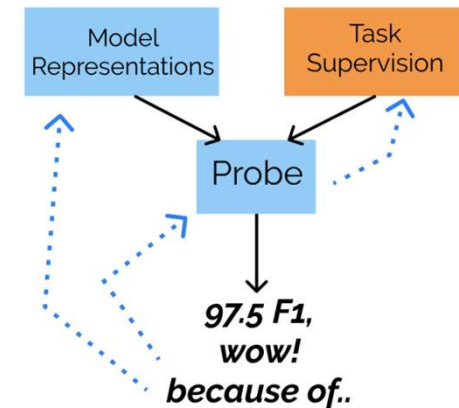 Model
Representations
Task
Supervision
Probe
97.5 F1,
wow!
because of..